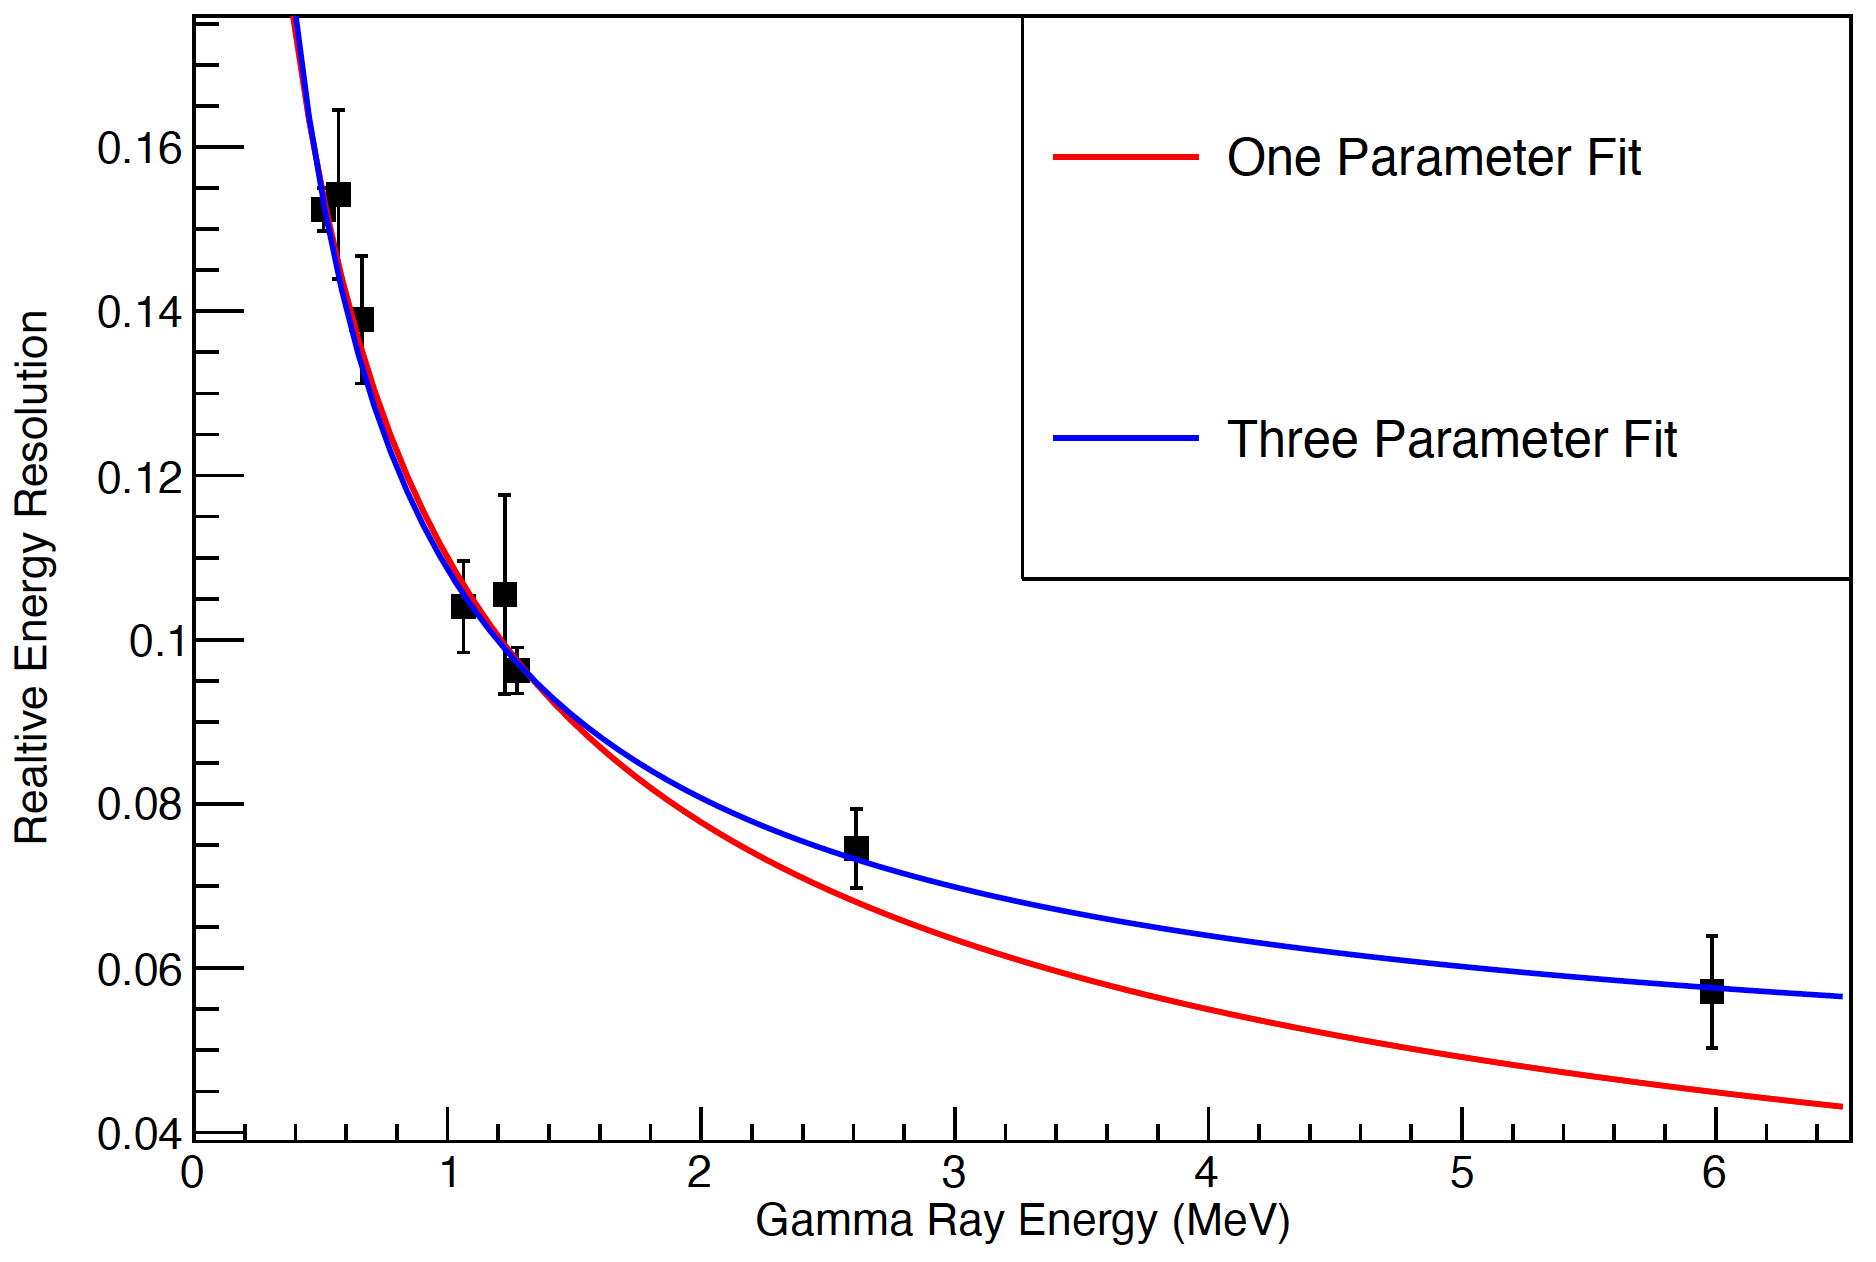 Realtive Energy Resolution
0.16
0.14
0.12
0.1
0.08
0.06
0.04
One Parameter Fit
Three Parameter Fit
0 1 2 3 4 5 6
Gamma Ray Energy (MeV)